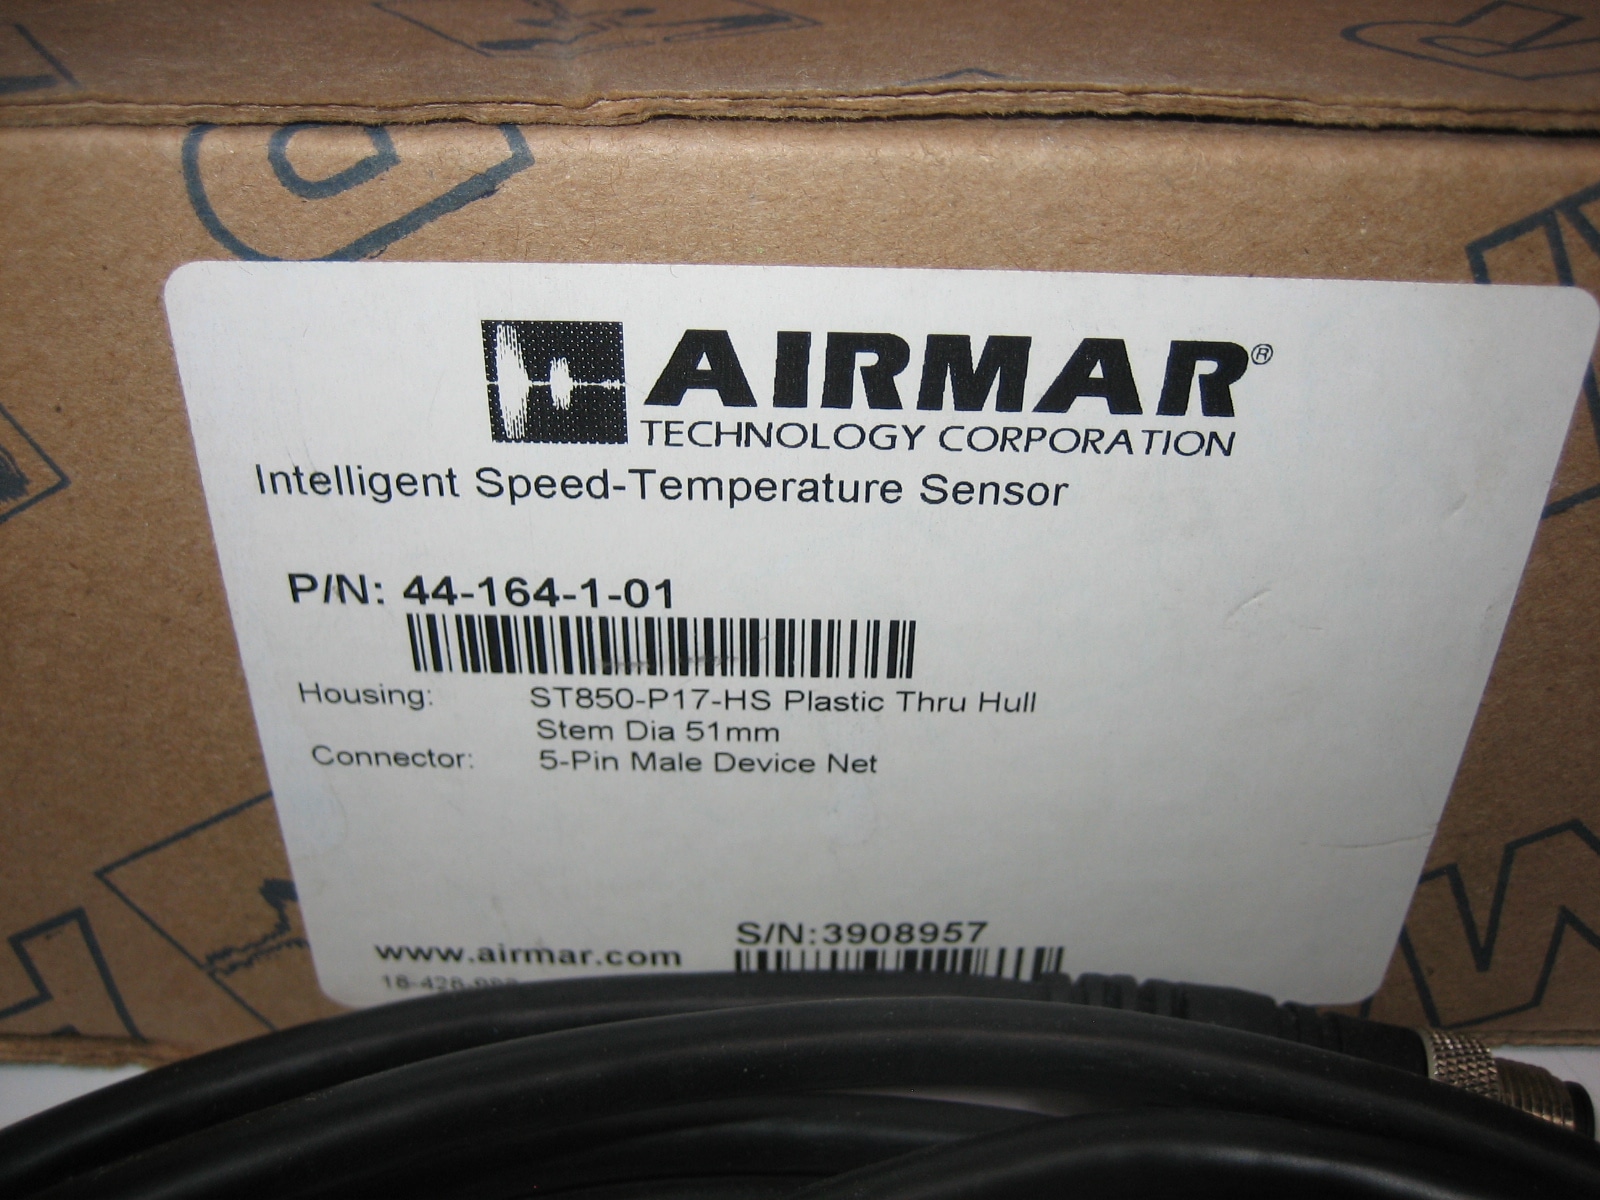 AIRMAR®
TECHNOLOGY CORPORATION
Intelligent Speed-Temperature Sensor
P/N: 44-164-1-01
Housing: ST850-P17-HS Plastic Thru Hull
Stem Dia 51mm
Connector: 5-Pin Male Device Net
S/N:3908957
www.airmar.com